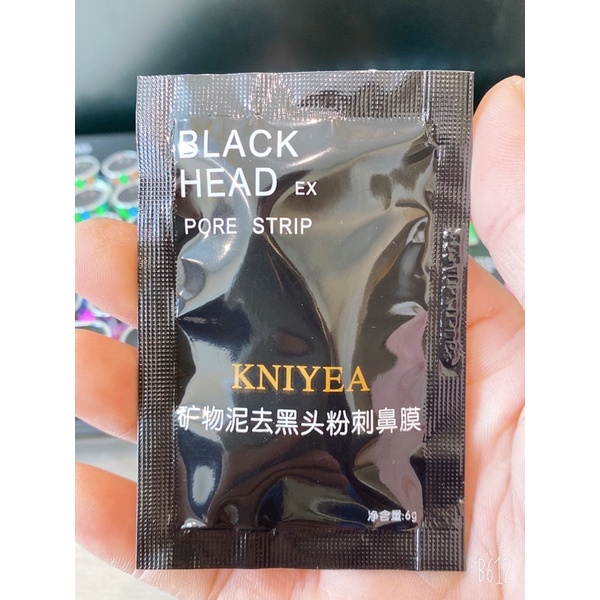 BLACK
HEAD EX
PORE STRIP
KNIYEA
矿物泥去黑头粉刺鼻膜
净含量:6g
B612